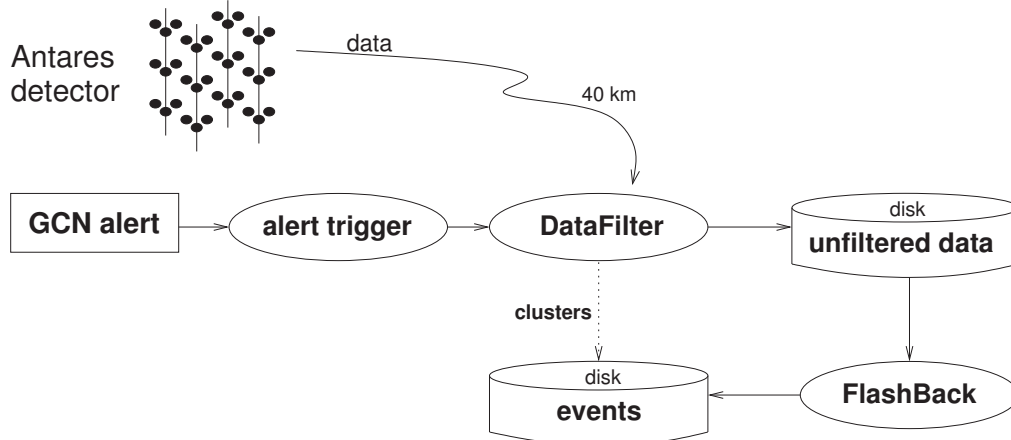 Antares
detector
data
40 km
GCN alert
alert trigger
DataFilter
disk
unfiltered data
clusters
disk
events
FlashBack